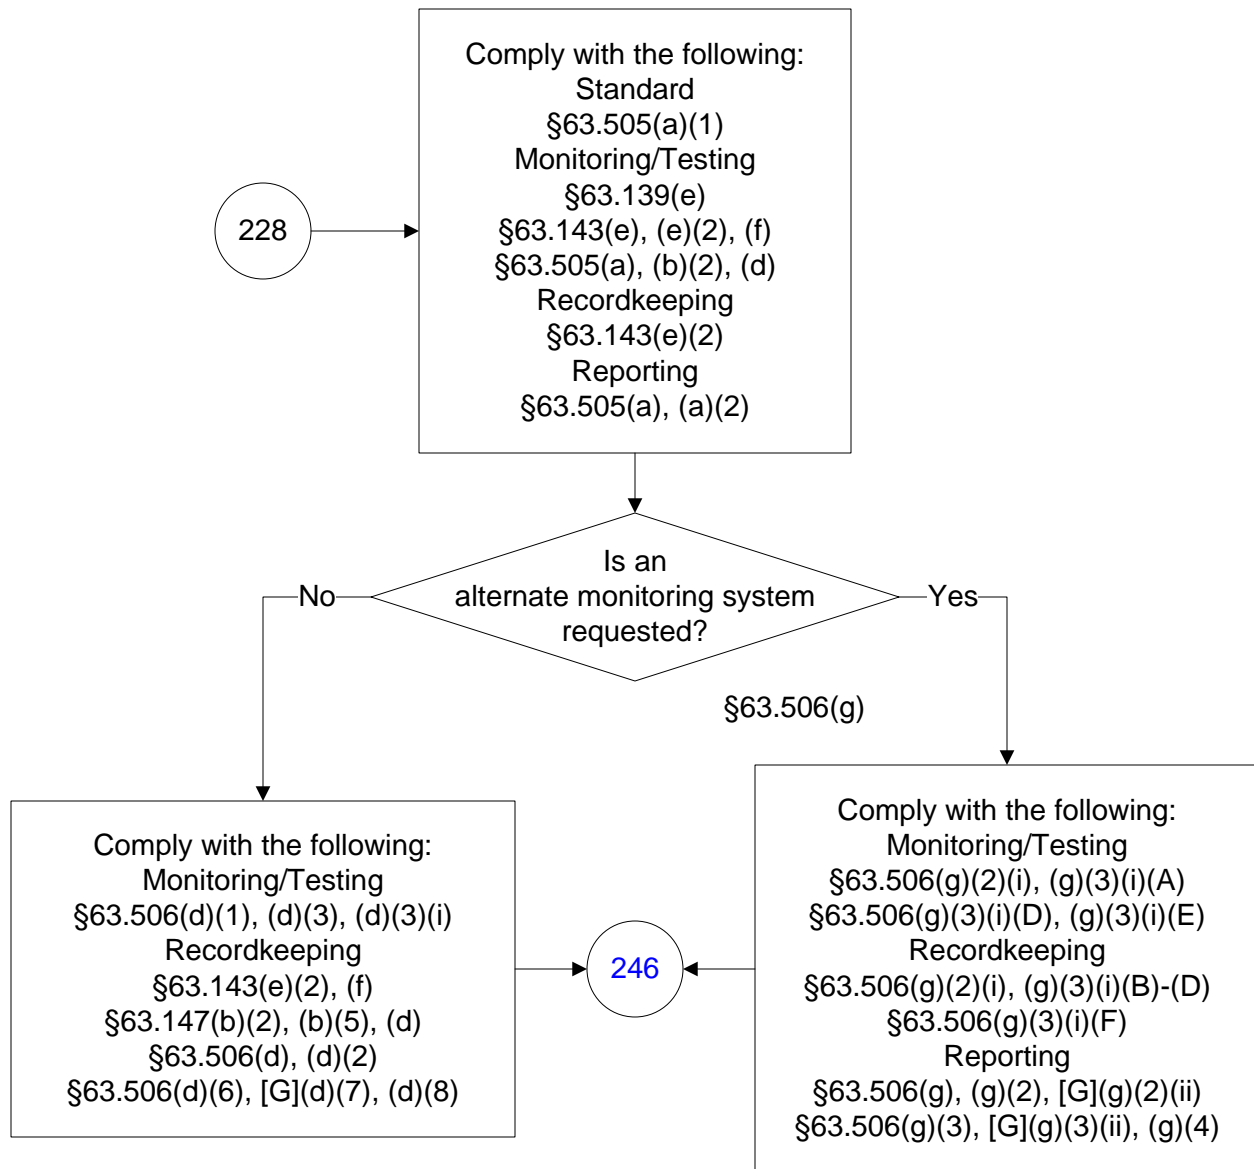 Comply with the following:
Standard
§63.505(a)(1)
Monitoring/Testing
§63.139(e)
§63.143(e), (e)(2), (f)
§63.505(a), (b)(2), (d)
Recordkeeping
§63.143(e)(2)
Reporting
§63.505(a), (a)(2)
228
Is an
alternate monitoring system
requested?
No
Yes
§63.506(g)
Comply with the following:
Monitoring/Testing
§63.506(d)(1), (d)(3), (d)(3)(i)
Recordkeeping
§63.143(e)(2), (f)
§63.147(b)(2), (b)(5), (d)
§63.506(d), (d)(2)
§63.506(d)(6), [G](d)(7), (d)(8)
246
Comply with the following:
Monitoring/Testing
§63.506(g)(2)(i), (g)(3)(i)(A)
§63.506(g)(3)(i)(D), (g)(3)(i)(E)
Recordkeeping
§63.506(g)(2)(i), (g)(3)(i)(B)-(D)
§63.506(g)(3)(i)(F)
Reporting
§63.506(g), (g)(2), [G](g)(2)(ii)
§63.506(g)(3), [G](g)(3)(ii), (g)(4)